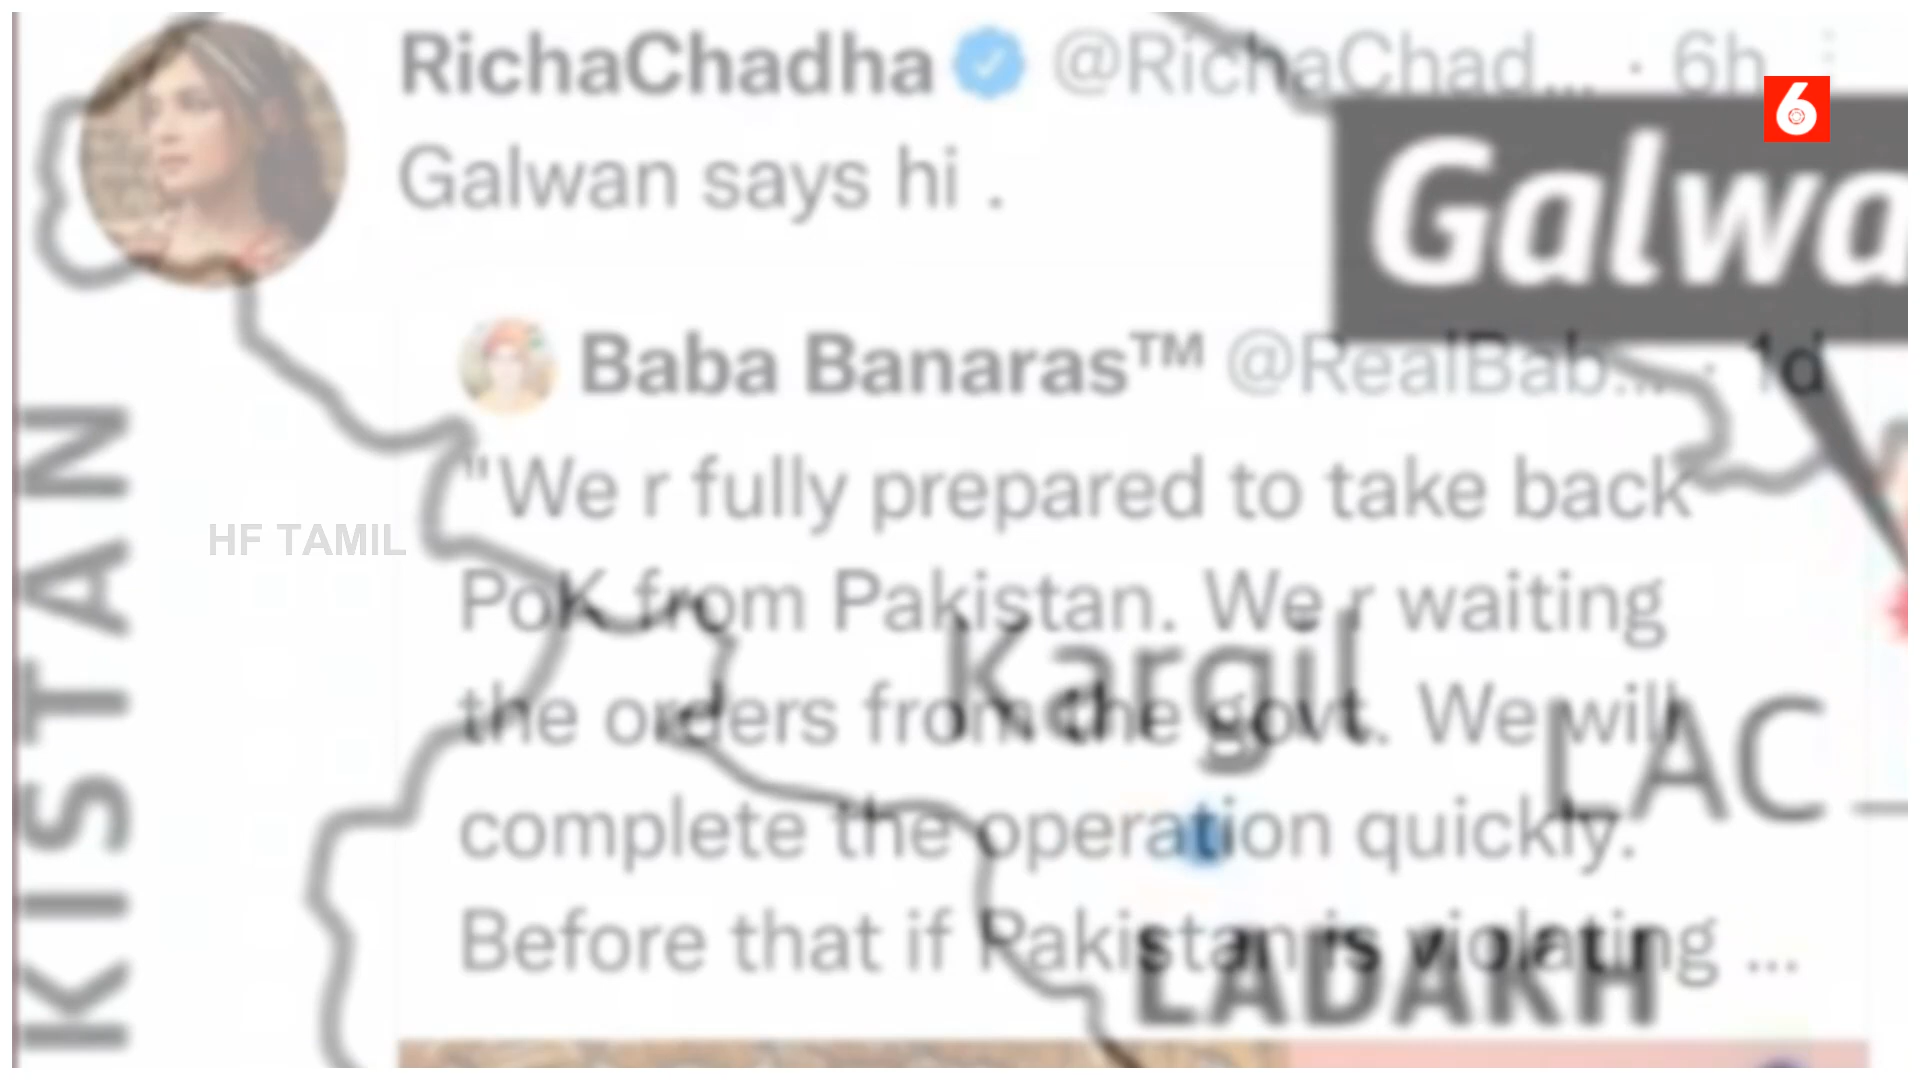 RichaChadha @RichaChad... · 6h
6
Galwan says hi .
Galwa
Baba Banaras™ @RealBab... · 1d
"We r fully prepared to take back
PoK from Pakistan. We r waiting
the orders from the govt. We will
complete the operation quickly.
Before that if Pakistan is violating ...
KISTAN
HF TAMIL
Kargil
LAC
LADAKH